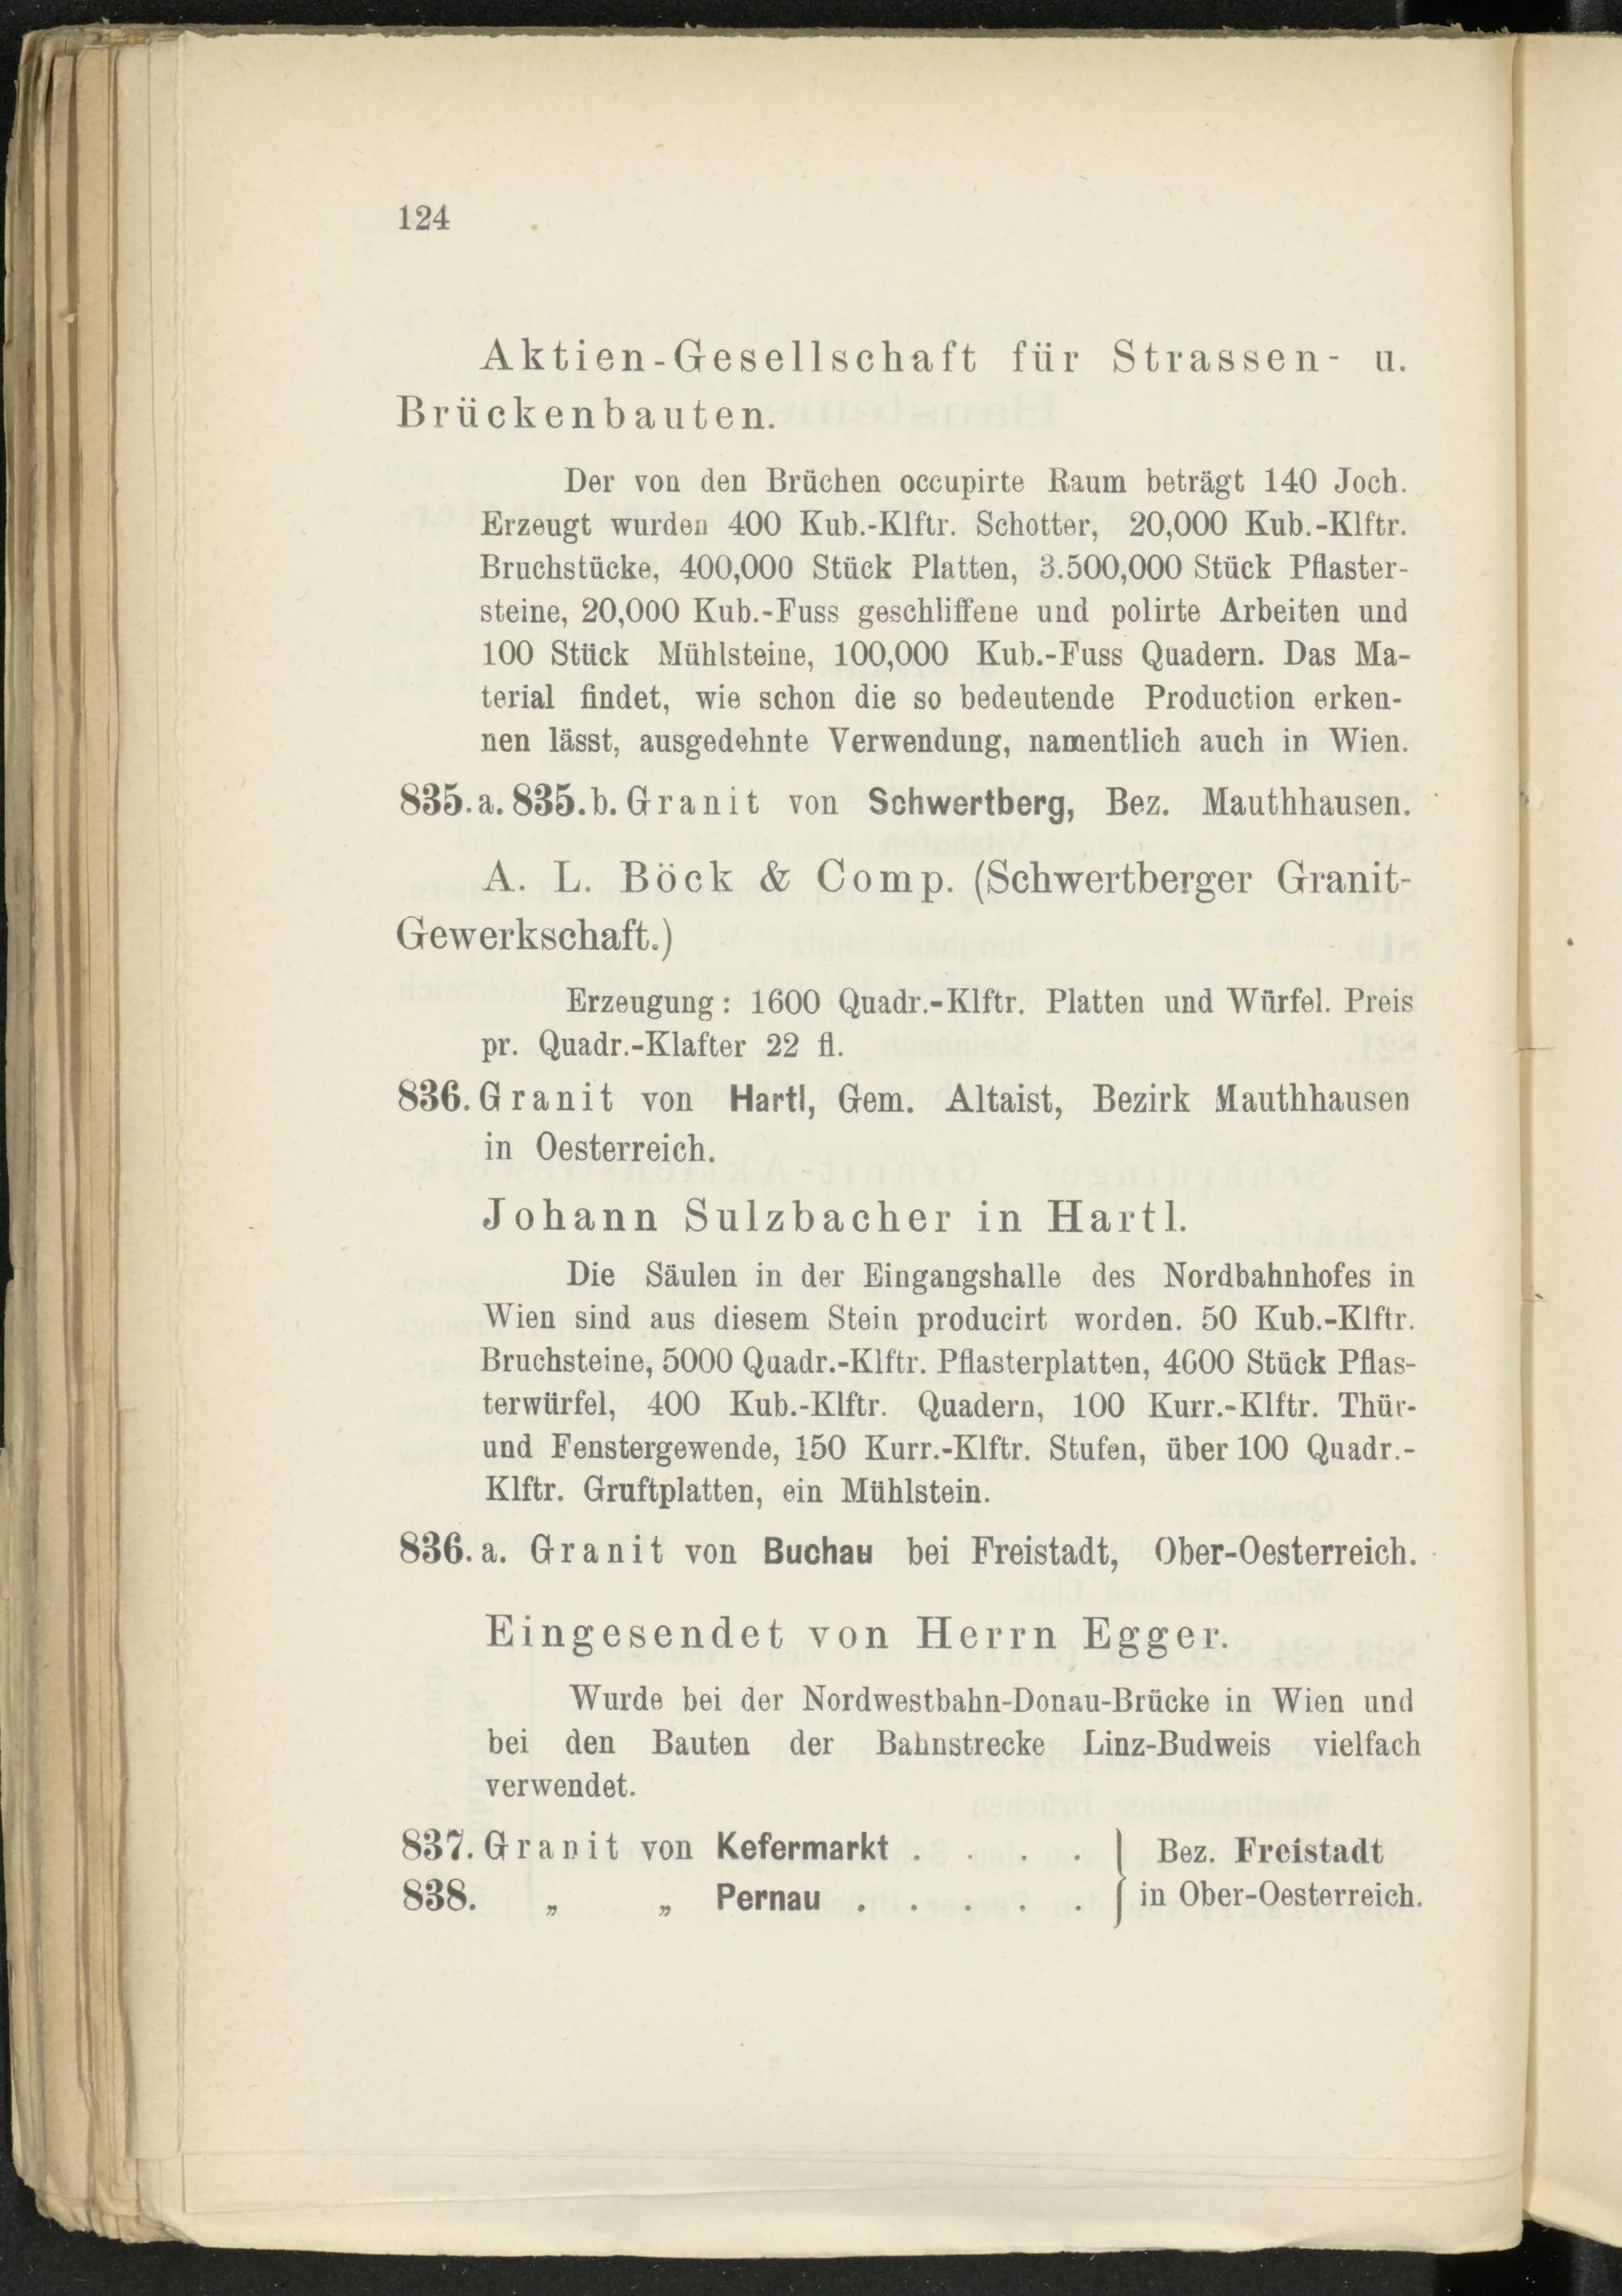 124
Aktien-Gesellschaft für Strassen- u.
Brückenbauten.
Der von den Brüchen occupirte Raum beträgt 140 Joch.
Erzeugt wurden 400 Kub.-Klftr. Schotter, 20,000 Kub.-Klftr.
Bruchstücke, 400,000 Stück Platten, 3.500,000 Stück Pflaster-
steine, 20,000 Kub.-Fuss geschliffene und polirte Arbeiten und
100 Stück Mühlsteine, 100,000 Kub.-Fuss Quadern. Das Ma-
terial findet, wie schon die so bedeutende Production erken-
nen lässt, ausgedehnte Verwendung, namentlich auch in Wien.
835.a. 835.b. Granit von Schwertberg, Bez. Mauthhausen.
A. L. Böck & Comp. (Schwertberger Granit-
Gewerkschaft.)
Erzeugung: 1600 Quadr.-Klftr. Platten und Würfel. Preis
pr. Quadr.-Klafter 22 fl.
836. Granit von Hartl, Gem. Altaist, Bezirk Mauthhausen
in Oesterreich.
Johann Sulzbacher in Hartl.
Die Säulen in der Eingangshalle des Nordbahnhofes in
Wien sind aus diesem Stein producirt worden. 50 Kub.-Klftr.
Bruchsteine, 5000 Quadr.-Klftr. Pflasterplatten, 4600 Stück Pflas-
terwürfel, 400 Kub.-Klftr. Quadern, 100 Kurr.-Klftr. Thür-
und Fenstergewende, 150 Kurr.-Klftr. Stufen, über 100 Quadr.-
Klftr. Gruftplatten, ein Mühlstein.
836. a. Granit von Buchau bei Freistadt, Ober-Oesterreich.
Eingesendet von Herrn Egger.
Wurde bei der Nordwestbahn-Donau-Brücke in Wien und
bei den Bauten der Bahnstrecke Linz-Budweis vielfach
verwendet.
837. Granit von Kefermarkt . . . . } Bez. Freistadt
838. „ „ Pernau . . . . . } in Ober-Oesterreich.